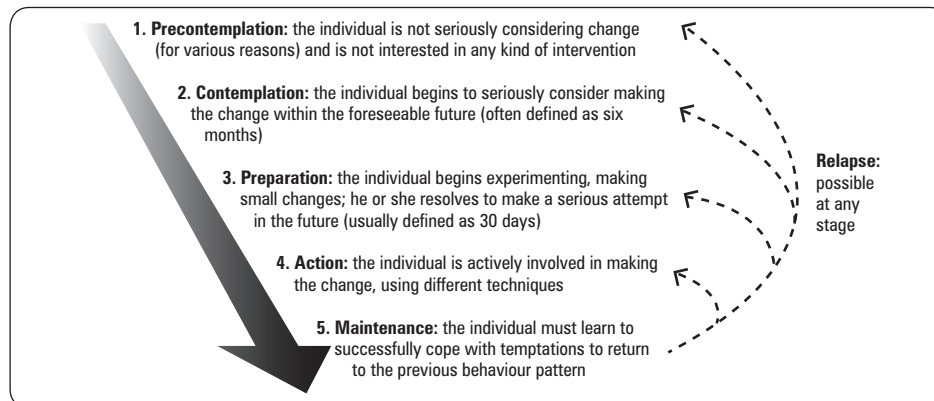 1. Precontemplation: the individual is not seriously considering change
(for various reasons) and is not interested in any kind of intervention
2. Contemplation: the individual begins to seriously consider making
the change within the foreseeable future (often defined as six
months)
3. Preparation: the individual begins experimenting, making
small changes; he or she resolves to make a serious attempt
in the future (usually defined as 30 days)
4. Action: the individual is actively involved in making
the change, using different techniques
5. Maintenance: the individual must learn to
successfully cope with temptations to return
to the previous behaviour pattern
Relapse:
possible
at any
stage